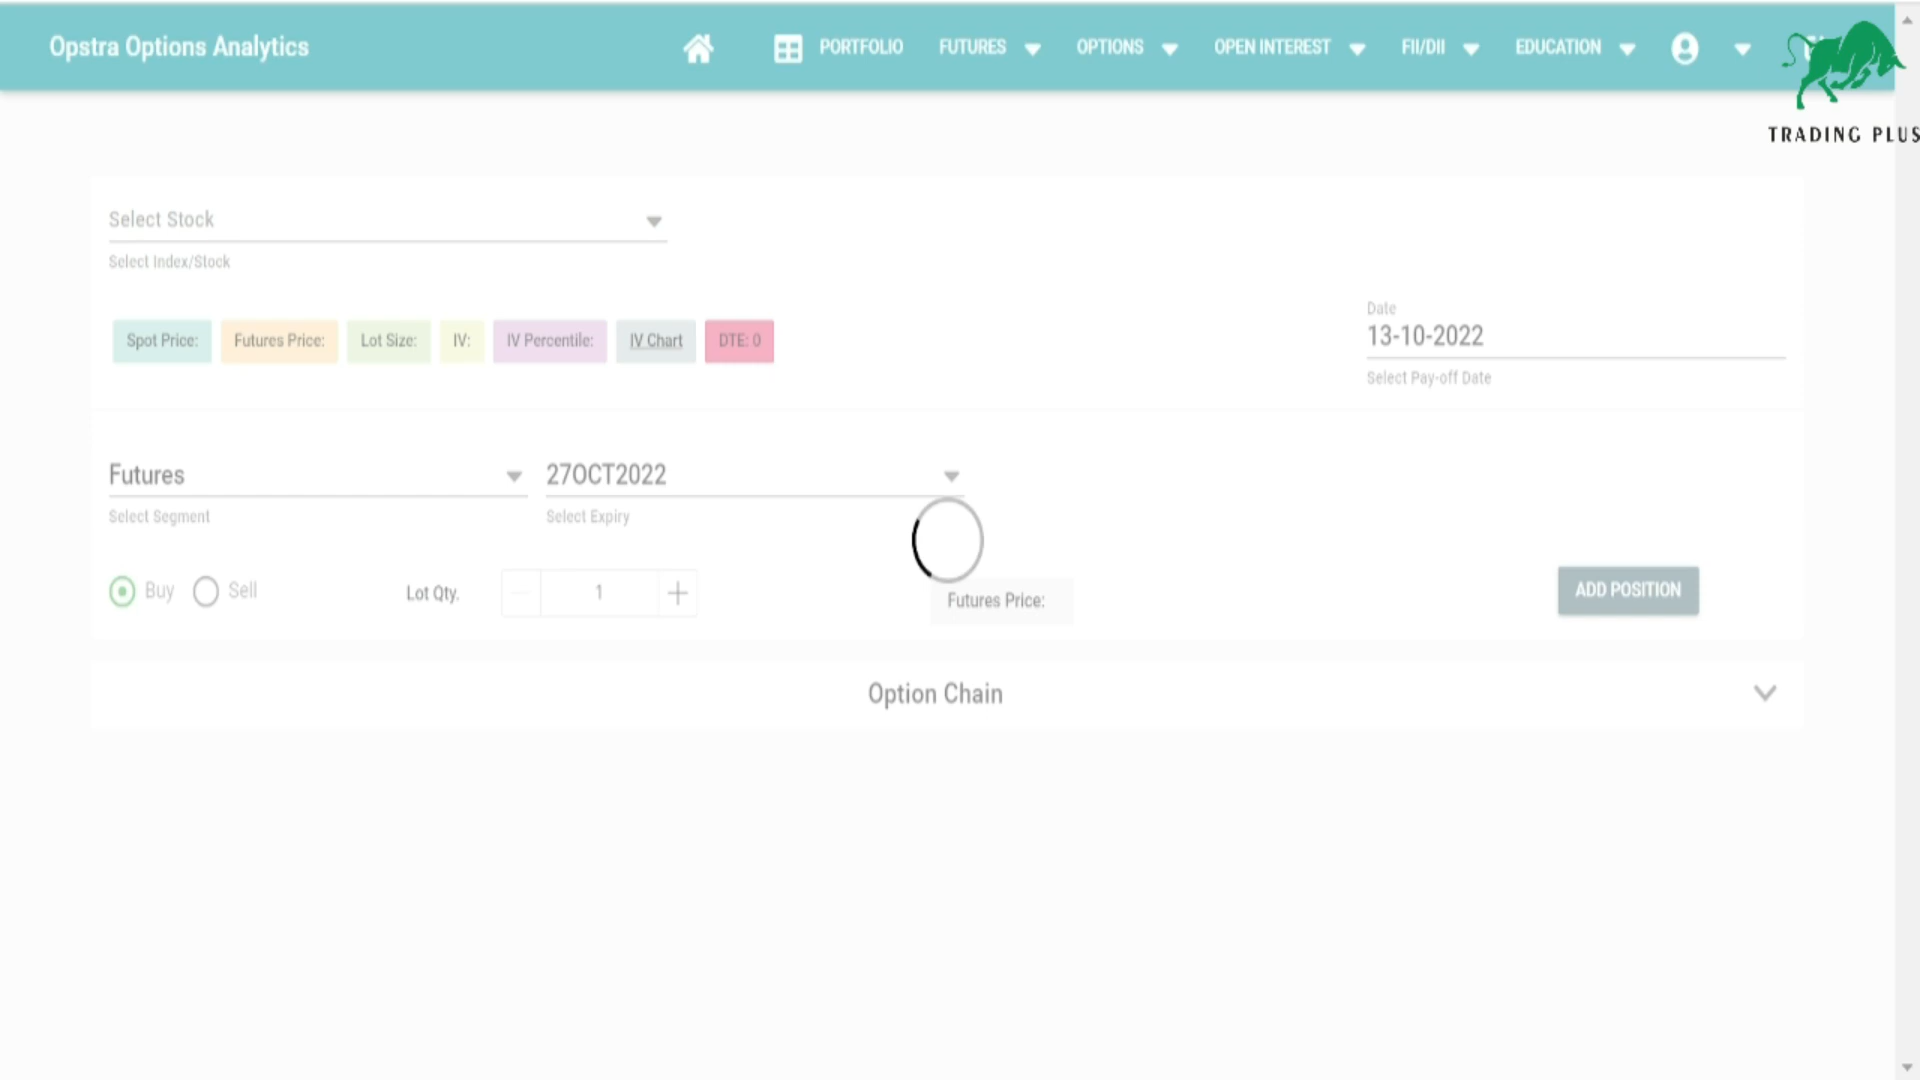 Opstra Options Analytics
PORTFOLIO
FUTURES
OPTIONS
OPEN INTEREST
FII/DII
EDUCATION
TRADING PLUS
Select Stock
Select Index/Stock
Spot Price:
Futures Price:
Lot Size:
IV:
IV Percentile:
IV Chart
DTE: 0
Date
13-10-2022
Select Pay-off Date
Futures
Select Segment
27OCT2022
Select Expiry
Buy
Sell
Lot Qty.
1
Futures Price:
ADD POSITION
Option Chain